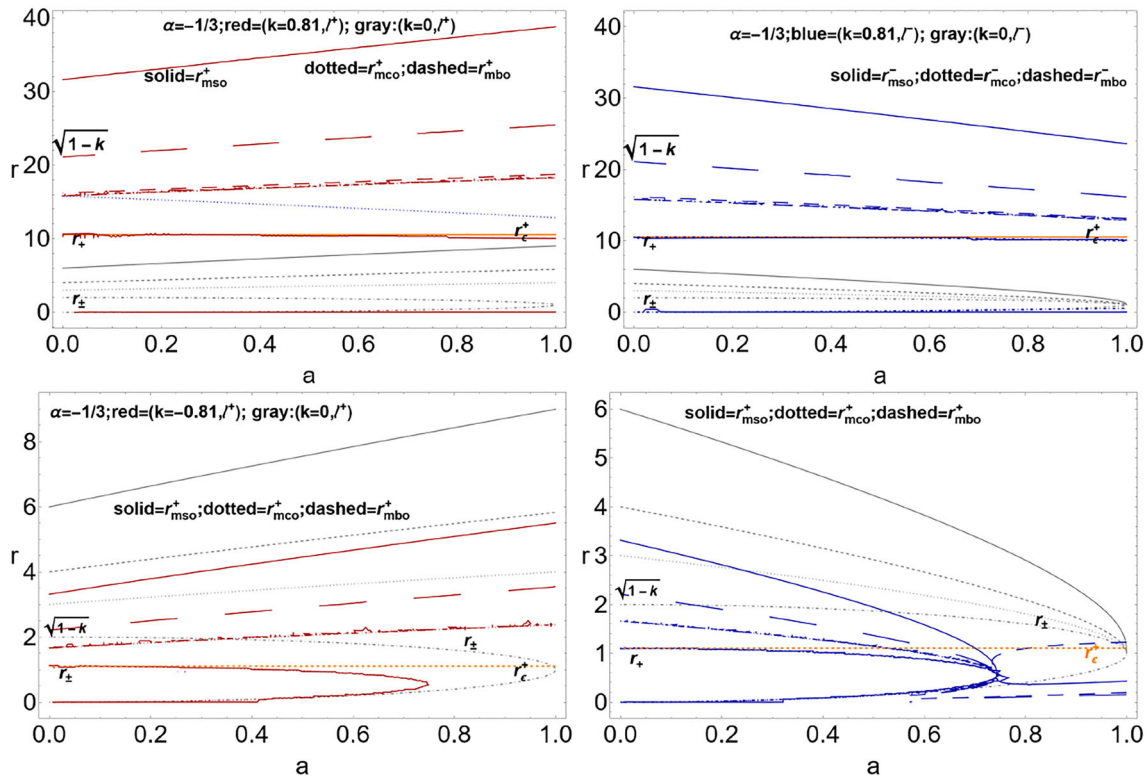 α=−1/3;red=(k=0.81,l⁺); gray:(k=0,l⁺)
solid=r⁺mso
dotted=r⁺mco;dashed=r⁺mbo
√1−k
r₊
r⁺c
r±
r
40
30
20
10
0
0.0 0.2 0.4 0.6 0.8 1.0
a
α=−1/3;blue=(k=0.81,l⁻); gray:(k=0,l⁻)
solid=r⁻mso;dotted=r⁻mco;dashed=r⁻mbo
√1−k
r₊
r⁺c
r±
r
40
30
20
10
0
0.0 0.2 0.4 0.6 0.8 1.0
a
α=−1/3;red=(k=−0.81,l⁺); gray:(k=0,l⁺)
solid=r⁺mso;dotted=r⁺mco;dashed=r⁺mbo
√1−k
r±
r±
r⁺c
r
8
6
4
2
0
0.0 0.2 0.4 0.6 0.8 1.0
a
solid=r⁺mso;dotted=r⁺mco;dashed=r⁺mbo
√1−k
r±
r₊
r
6
5
4
3
2
1
0
0.0 0.2 0.4 0.6 0.8 1.0
a